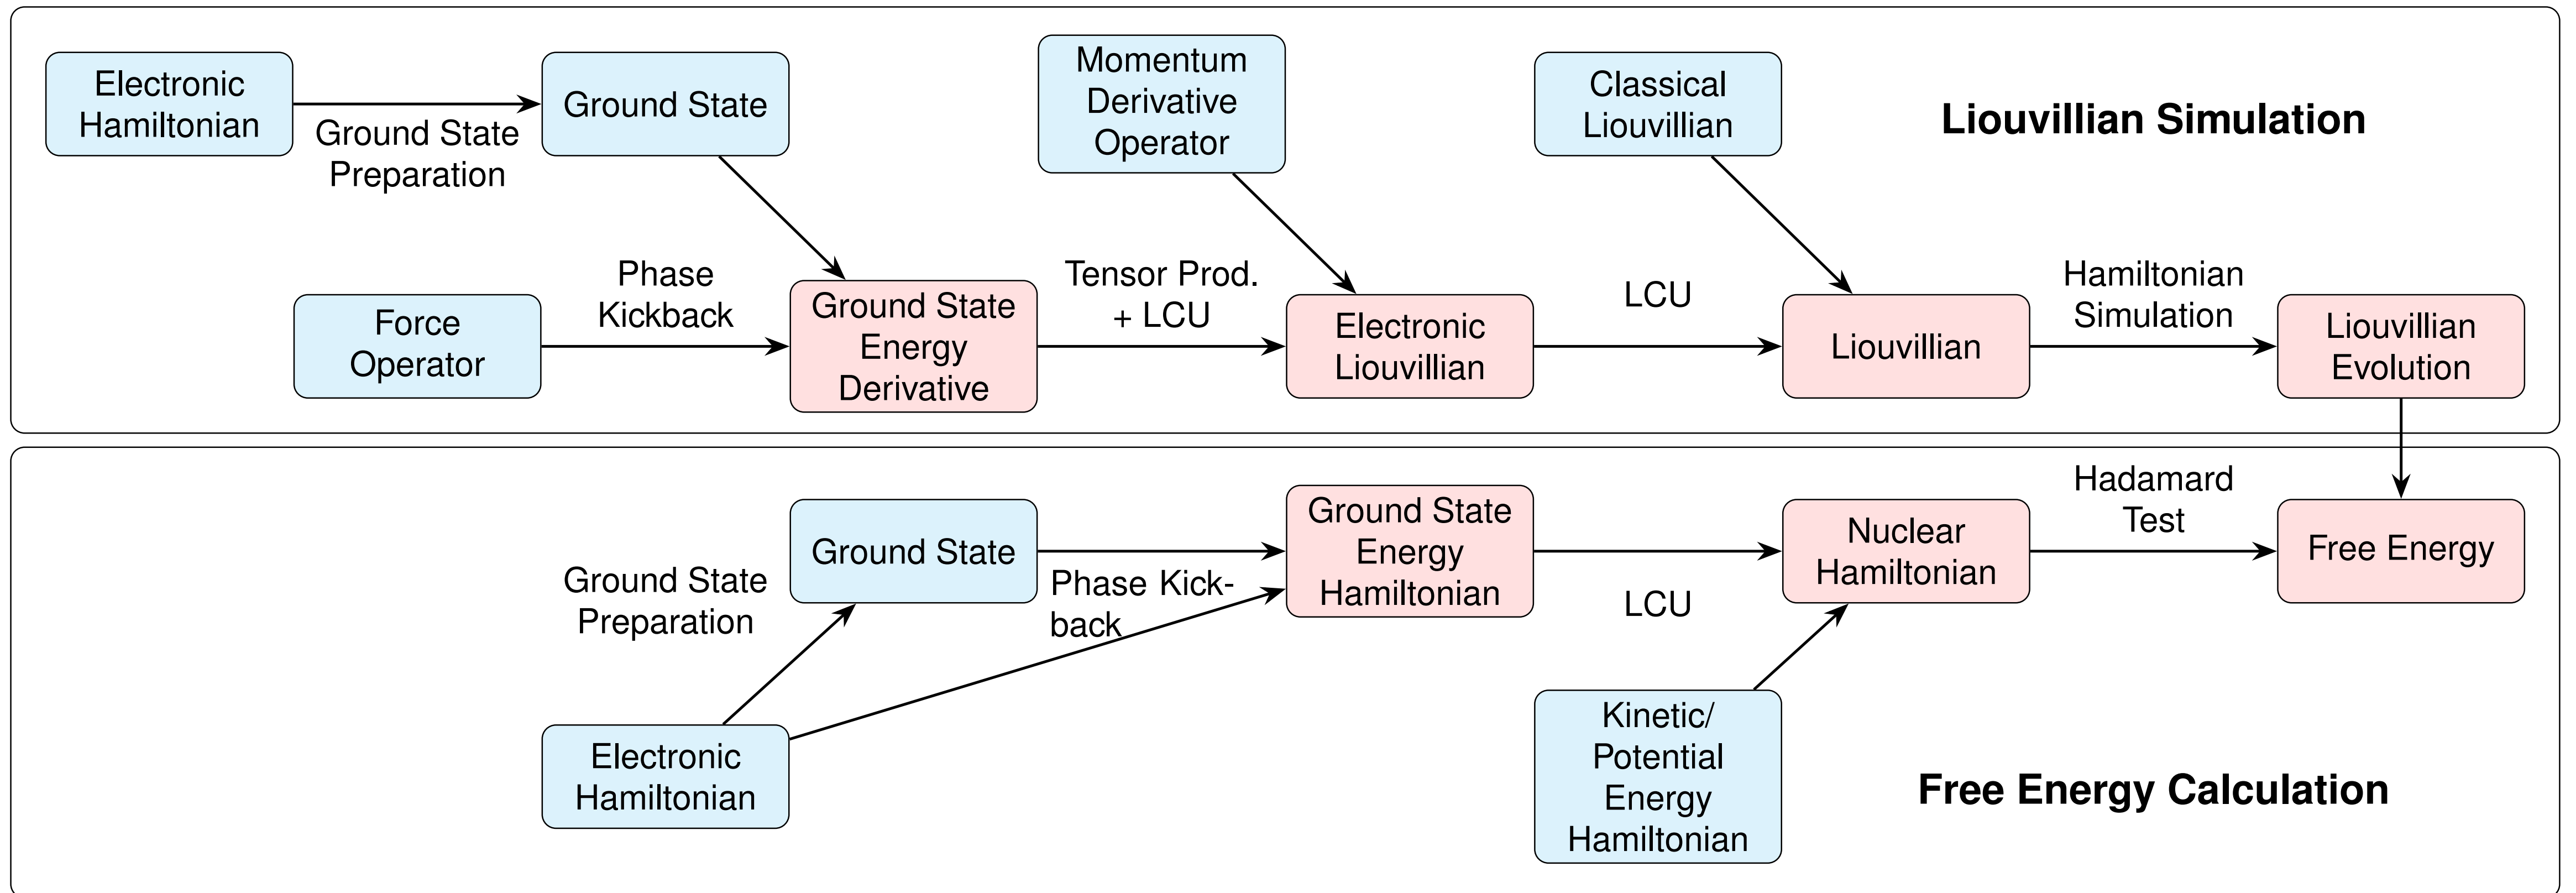 Electronic
Hamiltonian
Ground State
Preparation
Ground State
Momentum
Derivative
Operator
Classical
Liouvillian
Liouvillian Simulation
Force
Operator
Phase
Kickback
Ground State
Energy
Derivative
Tensor Prod.
+ LCU
Electronic
Liouvillian
LCU
Liouvillian
Hamiltonian
Simulation
Liouvillian
Evolution
Ground State
Preparation
Ground State
Phase Kick-
back
Ground State
Energy
Hamiltonian
LCU
Nuclear
Hamiltonian
Hadamard
Test
Free Energy
Electronic
Hamiltonian
Kinetic/
Potential
Energy
Hamiltonian
Free Energy Calculation